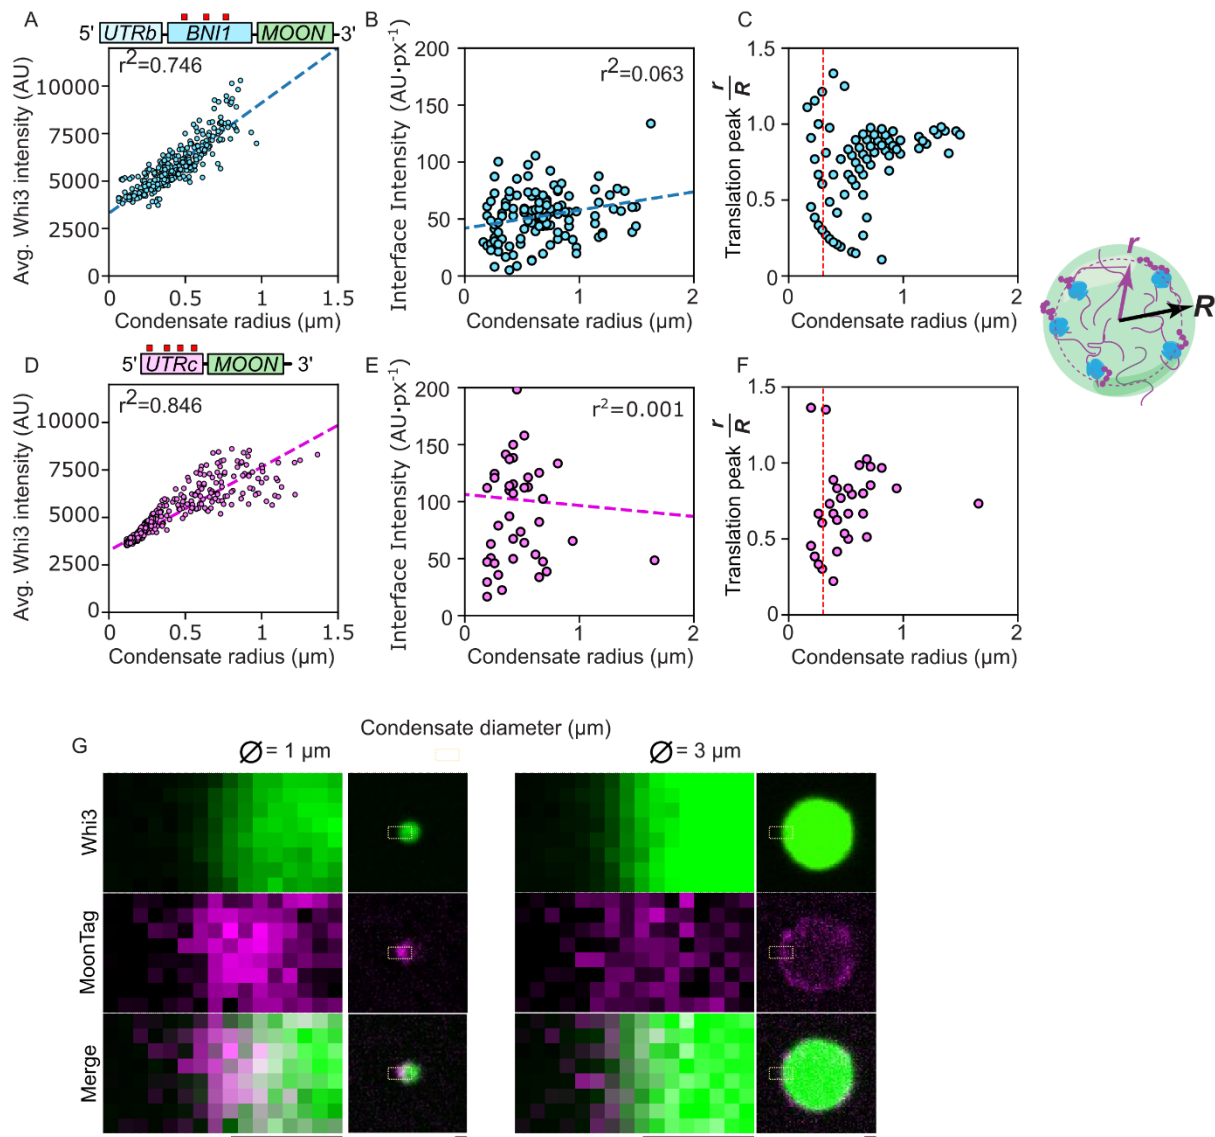 A
5' UTRb BNI1 MOON -3'
r²=0.746
Avg. Whi3 intensity (AU)
10000
7500
5000
2500
0
0 0.5 1 1.5
Condensate radius (μm)
B
r²=0.063
Interface Intensity (AU·px⁻¹)
200
150
100
50
0
0 1 2
Condensate radius (μm)
C
Translation peak r/R
1.5
1.0
0.5
0
0 1 2
Condensate radius (μm)
r
R
D
5' UTRc MOON - 3'
r²=0.846
Avg. Whi3 intensity (AU)
10000
7500
5000
2500
0
0 0.5 1 1.5
Condensate radius (μm)
E
r²=0.001
Interface Intensity (AU·px⁻¹)
200
150
100
50
0
0 1 2
Condensate radius (μm)
F
Translation peak r/R
1.5
1.0
0.5
0
0 1 2
Condensate radius (μm)
G
Condensate diameter (μm)
Ø = 1 μm
Ø = 3 μm
Whi3
MoonTag
Merge